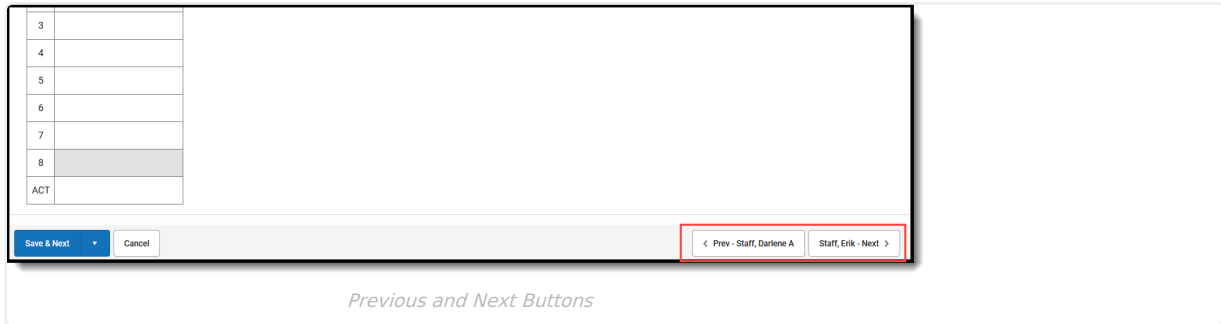 3
4
5
6
7
8
ACT
Save & Next Cancel < Prev - Staff, Darlene A Staff, Erik - Next >
Previous and Next Buttons